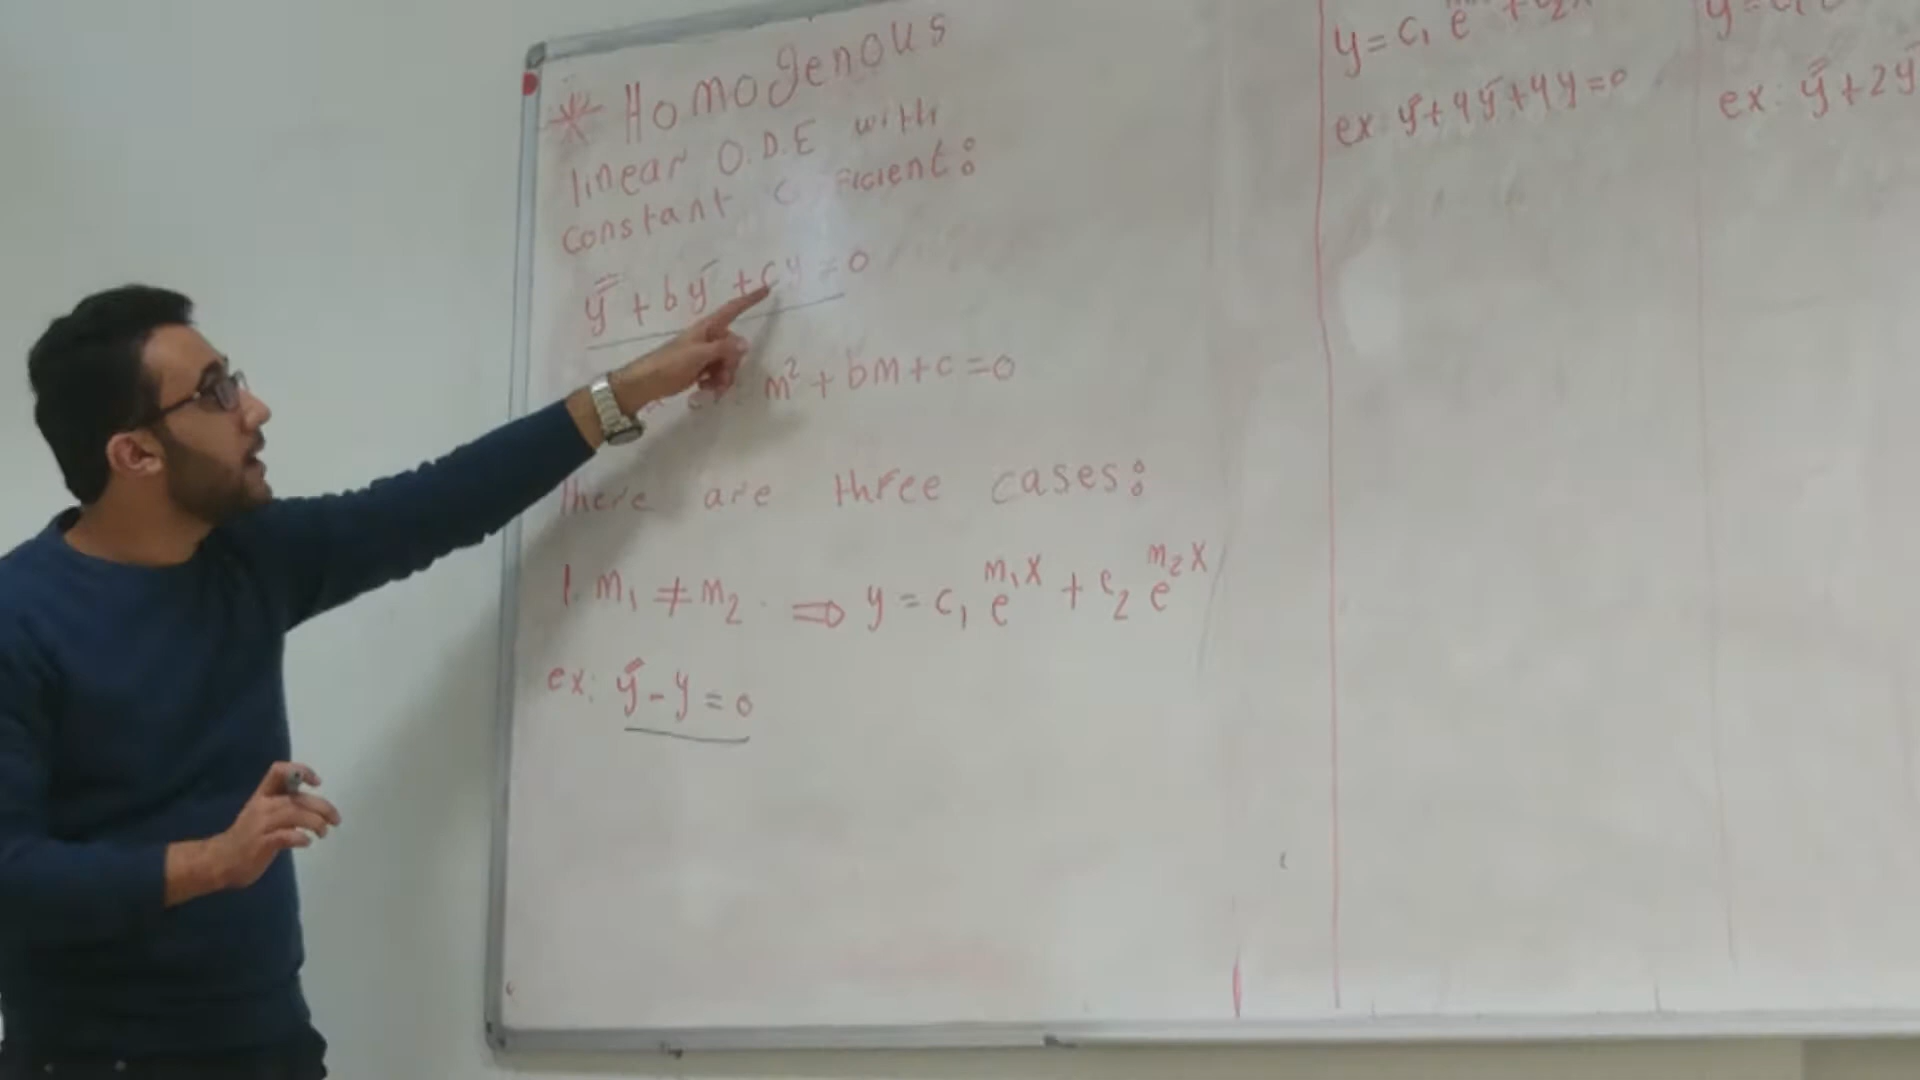 * Homogenous
linear O.D.E with
constant
y̿ + by̅ + cy = 0
m² + bm + c = 0
There are three cases:
1. m₁ ≠ m₂ ⇒ y = c₁ e^{m₁x} + c₂ e^{m₂x}
ex: y̿ - y = 0
y = c₁ e
ex: y̿ + 4y̅ + 4y = 0
ex: y̿ + 2y̅